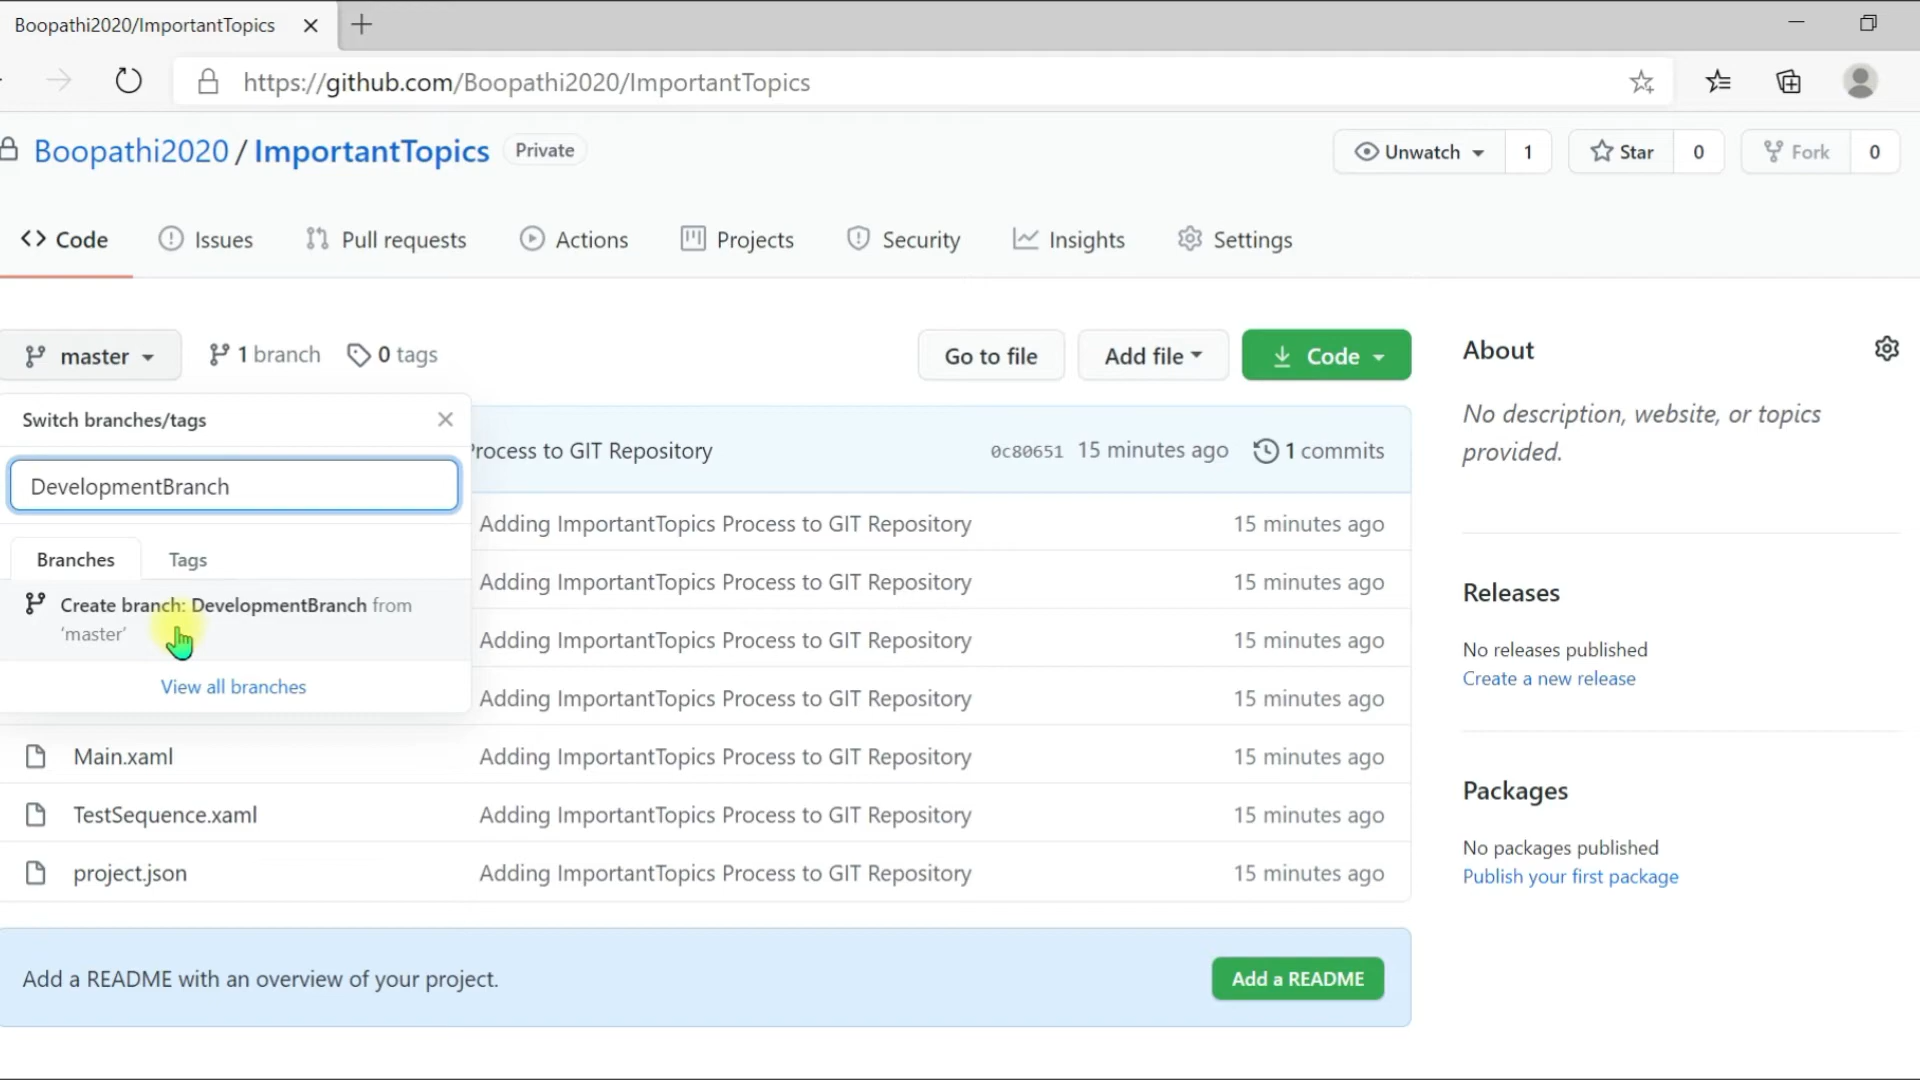 Boopathi2020/ImportantTopics
https://github.com/Boopathi2020/ImportantTopics
Boopathi2020 / ImportantTopics Private
Unwatch 1 Star 0 Fork 0
Code Issues Pull requests Actions Projects Security Insights Settings
master 1 branch 0 tags Go to file Add file Code
Switch branches/tags
Process to GIT Repository 0c80651 15 minutes ago 1 commits
DevelopmentBranch
Adding ImportantTopics Process to GIT Repository 15 minutes ago
Branches Tags
Adding ImportantTopics Process to GIT Repository 15 minutes ago
Create branch: DevelopmentBranch from
'master'
Adding ImportantTopics Process to GIT Repository 15 minutes ago
View all branches
Adding ImportantTopics Process to GIT Repository 15 minutes ago
Main.xaml Adding ImportantTopics Process to GIT Repository 15 minutes ago
TestSequence.xaml Adding ImportantTopics Process to GIT Repository 15 minutes ago
project.json Adding ImportantTopics Process to GIT Repository 15 minutes ago
Add a README with an overview of your project. Add a README
About
No description, website, or topics
provided.
Releases
No releases published
Create a new release
Packages
No packages published
Publish your first package